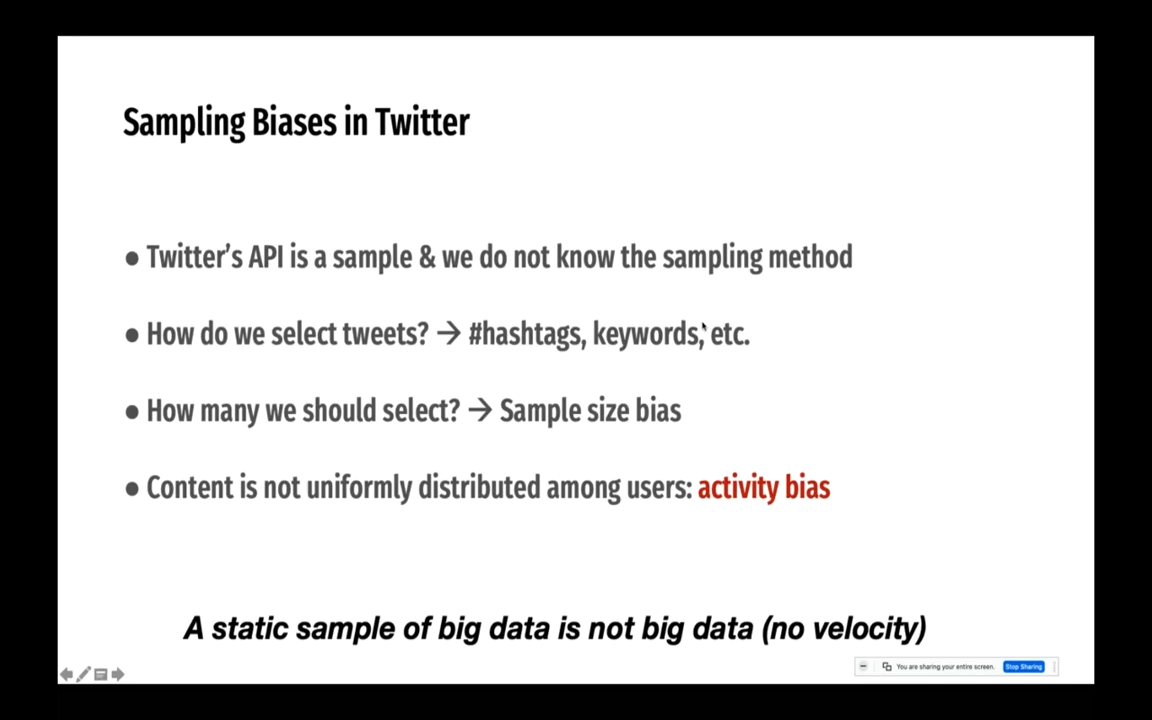 Sampling Biases in Twitter
● Twitter's API is a sample & we do not know the sampling method
● How do we select tweets? → #hashtags, keywords, etc.
● How many we should select? → Sample size bias
● Content is not uniformly distributed among users: activity bias
A static sample of big data is not big data (no velocity)
You are sharing your entire screen. Stop Sharing